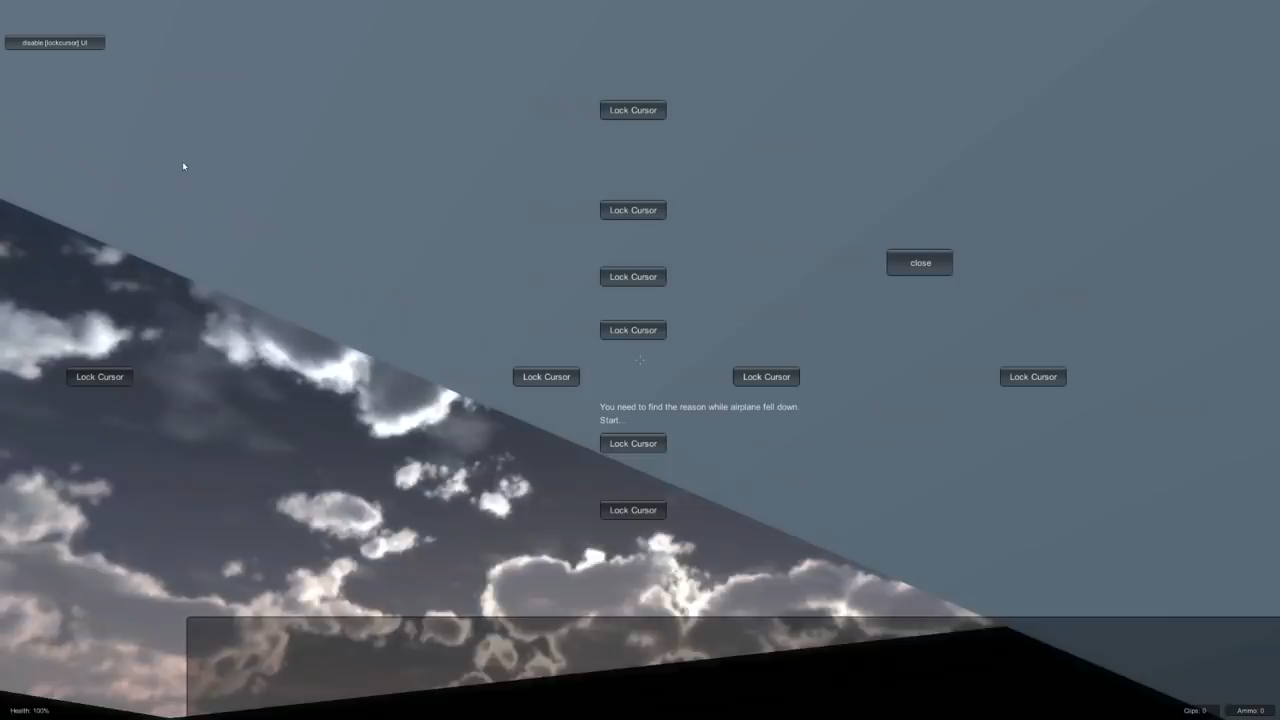 disable [lockcursor] UI
Lock Cursor
Lock Cursor
close
Lock Cursor
Lock Cursor
Lock Cursor
Lock Cursor
Lock Cursor
Lock Cursor
You need to find the reason while airplane fell down.
Start...
Lock Cursor
Lock Cursor
Health: 100%
Clips: 0
Ammo: 0